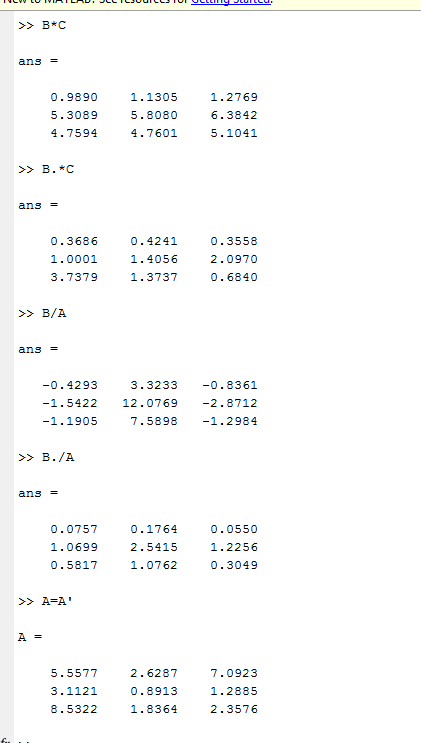 New to MATLAB? See resources for Getting Started.
>> B*C
ans =
0.9890 1.1305 1.2769
5.3089 5.8080 6.3842
4.7594 4.7601 5.1041
>> B.*C
ans =
0.3686 0.4241 0.3558
1.0001 1.4056 2.0970
3.7379 1.3737 0.6840
>> B/A
ans =
-0.4293 3.3233 -0.8361
-1.5422 12.0769 -2.8712
-1.1905 7.5898 -1.2984
>> B./A
ans =
0.0757 0.1764 0.0550
1.0699 2.5415 1.2256
0.5817 1.0762 0.3049
>> A=A'
A =
5.5577 2.6287 7.0923
3.1121 0.8913 1.2885
8.5322 1.8364 2.3576